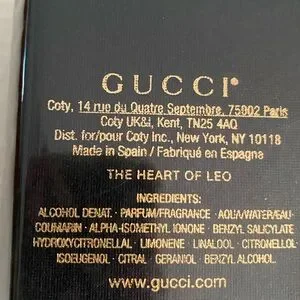 GUCCI
Coty, 14 rue du Quatre Septembre, 75002 Paris
Coty UK&I, Kent, TN25 4AQ
Dist. for/pour Coty Inc., New York, NY 10118
Made in Spain / Fabriqué en Espagne
THE HEART OF LEO
INGREDIENTS:
ALCOHOL DENAT. • PARFUM/FRAGRANCE • AQUA/WATER/EAU•
COUMARIN • ALPHA-ISOMETHYL IONONE • BENZYL SALICYLATE
HYDROXYCITRONELLAL • LIMONENE • LINALOOL • CITRONELLOL
ISOEUGENOL • CITRAL • GERANIOL • BENZYL ALCOHOL.
www.gucci.com